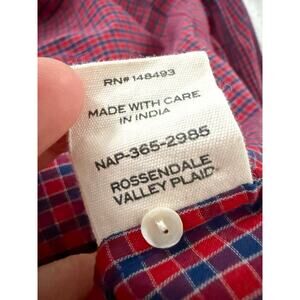 RN# 148493
MADE WITH CARE
IN INDIA
NAP-365-2985
ROSSENDALE
VALLEY PLAID